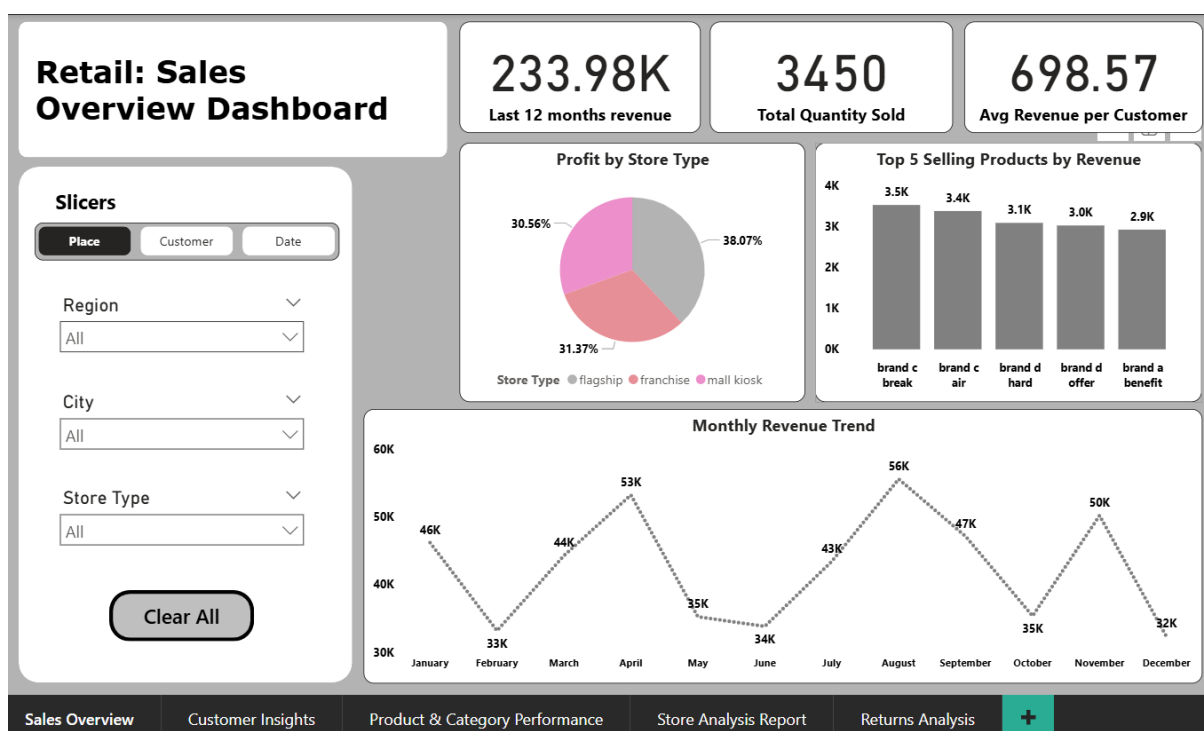 Retail: Sales
Overview Dashboard
233.98K
Last 12 months revenue
3450
Total Quantity Sold
698.57
Avg Revenue per Customer
Slicers
Place
Customer
Date
Region
All
City
All
Store Type
All
Clear All
Profit by Store Type
30.56%
38.07%
31.37%
Store Type flagship franchise mall kiosk
Top 5 Selling Products by Revenue
4K
3K
2K
1K
0K
3.5K
3.4K
3.1K
3.0K
2.9K
brand c
break
brand c
air
brand d
hard
brand d
offer
brand a
benefit
Monthly Revenue Trend
60K
50K
40K
30K
46K
33K
44K
53K
35K
34K
43K
56K
47K
35K
50K
32K
January February March April May June July August September October November December
Sales Overview Customer Insights Product & Category Performance Store Analysis Report Returns Analysis +